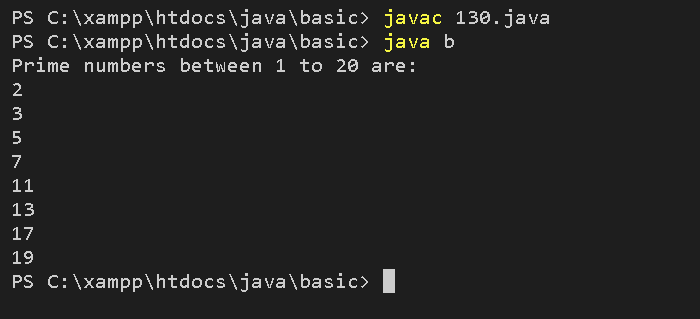 PS C:\xampp\htdocs\java\basic> javac 130.java
PS C:\xampp\htdocs\java\basic> java b
Prime numbers between 1 to 20 are:
2
3
5
7
11
13
17
19
PS C:\xampp\htdocs\java\basic>